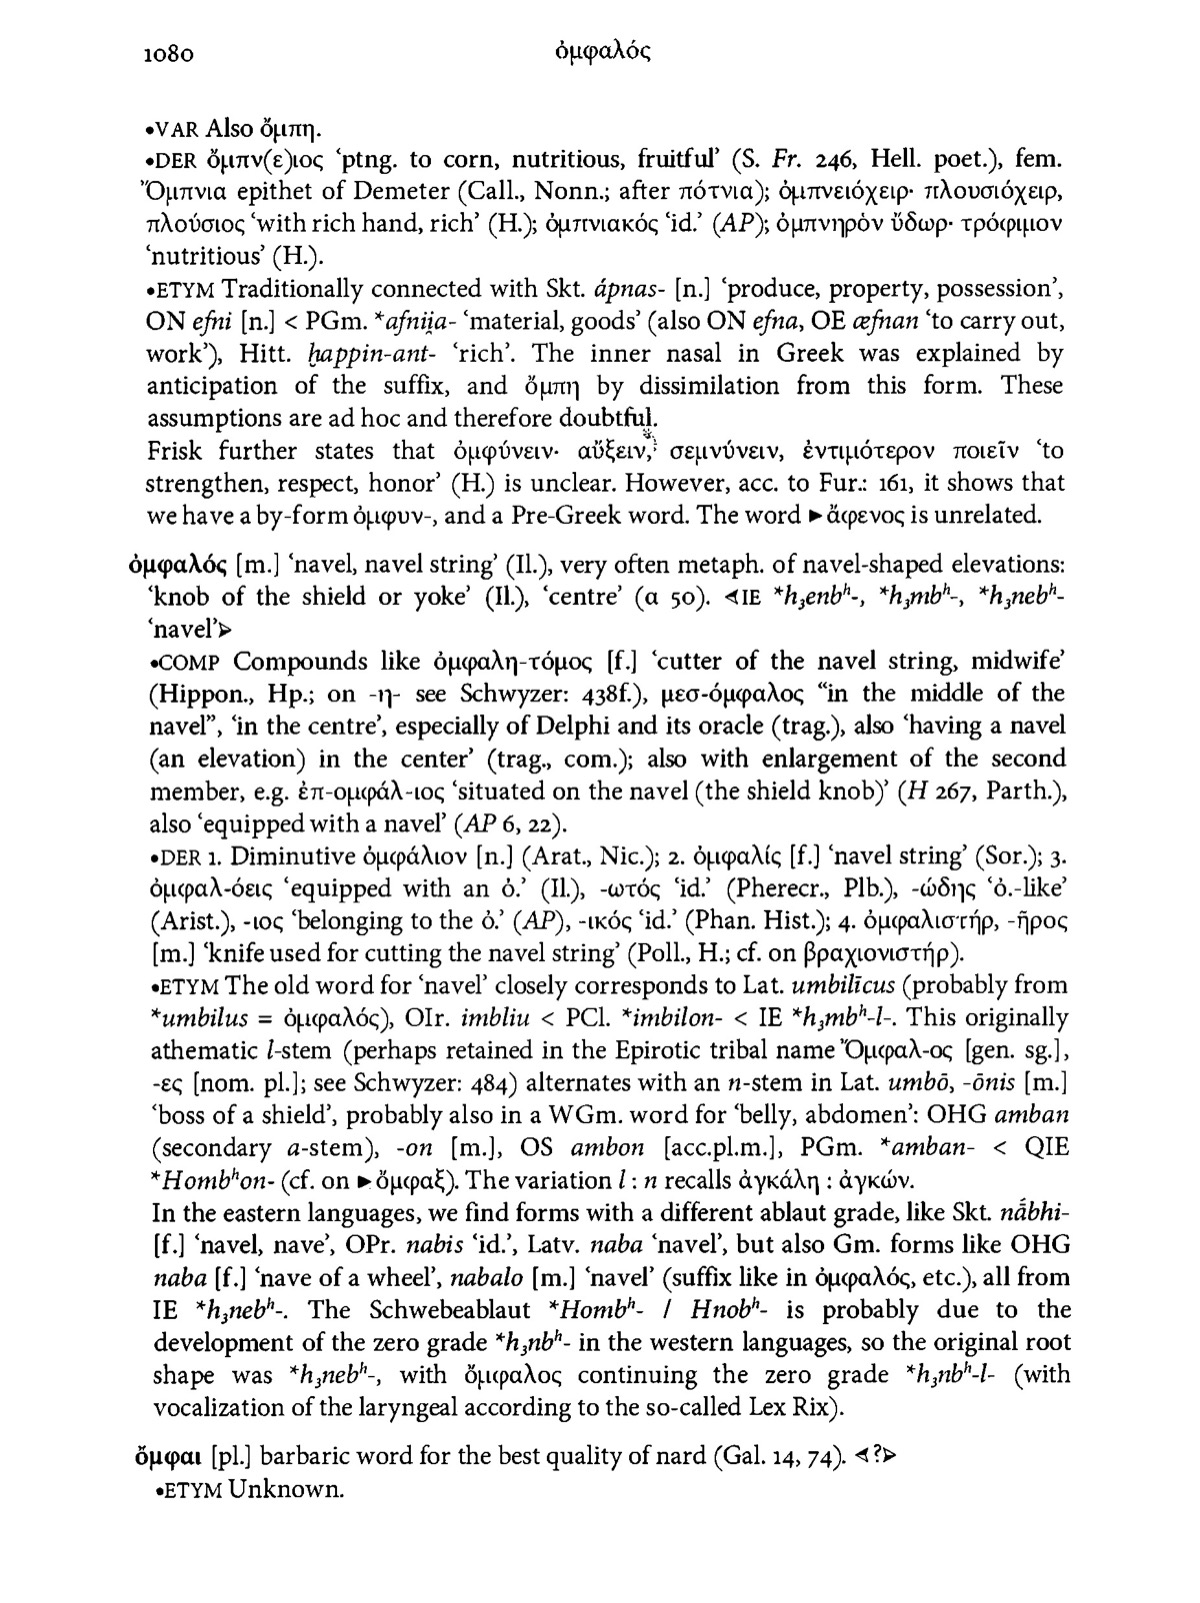 1080 ὀμφαλός
•VAR Also ὄμπη.
•DER ὄμπν(ε)ιος ‘ptng. to corn, nutritious, fruitful’ (S. Fr. 246, Hell. poet.), fem.
Ὄμπνια epithet of Demeter (Call., Nonn.; after πότνια); ὀμπνειόχειρ· πλουσιόχειρ,
πλούσιος ‘with rich hand, rich’ (H.); ὀμπνιακός ‘id.’ (AP); ὀμπνηρὸν ὕδωρ· τρόφιμον
‘nutritious’ (H.).
•ETYM Traditionally connected with Skt. ápnas- [n.] ‘produce, property, possession’,
ON efni [n.] < PGm. *afnii̯a- ‘material, goods’ (also ON efna, OE æfnan ‘to carry out,
work’), Hitt. ḫappin-ant- ‘rich’. The inner nasal in Greek was explained by
anticipation of the suffix, and ὄμπη by dissimilation from this form. These
assumptions are ad hoc and therefore doubtful.
Frisk further states that ὀμφύνειν· αὔξειν, σεμνύνειν, ἐντιμότερον ποιεῖν ‘to
strengthen, respect, honor’ (H.) is unclear. However, acc. to Fur.: 161, it shows that
we have a by-form ὀμφυν-, and a Pre-Greek word. The word ►ἄφενος is unrelated.
ὀμφαλός [m.] ‘navel, navel string’ (Il.), very often metaph. of navel-shaped elevations:
‘knob of the shield or yoke’ (Il.), ‘centre’ (α 50). ⋖IE *h₃enbʰ-, *h₃mbʰ-, *h₃nebʰ-
‘navel’⋗
•COMP Compounds like ὀμφαλη-τόμος [f.] ‘cutter of the navel string, midwife’
(Hippon., Hp.; on -η- see Schwyzer: 438f.), μεσ-όμφαλος “in the middle of the
navel”, ‘in the centre’, especially of Delphi and its oracle (trag.), also ‘having a navel
(an elevation) in the center’ (trag., com.); also with enlargement of the second
member, e.g. ἐπ-ομφάλ-ιος ‘situated on the navel (the shield knob)’ (H 267, Parth.),
also ‘equipped with a navel’ (AP 6, 22).
•DER 1. Diminutive ὀμφάλιον [n.] (Arat., Nic.); 2. ὀμφαλίς [f.] ‘navel string’ (Sor.); 3.
ὀμφαλ-όεις ‘equipped with an ὀ.’ (Il.), -ωτός ‘id.’ (Pherecr., Plb.), -ώδης ‘ὀ.-like’
(Arist.), -ιος ‘belonging to the ὀ.’ (AP), -ικός ‘id.’ (Phan. Hist.); 4. ὀμφαλιστήρ, -ῆρος
[m.] ‘knife used for cutting the navel string’ (Poll., H.; cf. on βραχιονιστήρ).
•ETYM The old word for ‘navel’ closely corresponds to Lat. umbilīcus (probably from
*umbilus = ὀμφαλός), OIr. imbliu < PCl. *imbilon- < IE *h₃mbʰ-l-. This originally
athematic l-stem (perhaps retained in the Epirotic tribal name Ὄμφαλ-ος [gen. sg.],
-ες [nom. pl.]; see Schwyzer: 484) alternates with an n-stem in Lat. umbō, -ōnis [m.]
‘boss of a shield’, probably also in a WGm. word for ‘belly, abdomen’: OHG amban
(secondary a-stem), -on [m.], OS ambon [acc.pl.m.], PGm. *amban- < QIE
*Hombʰon- (cf. on ►ὄμφαξ). The variation l : n recalls ἀγκάλη : ἀγκών.
In the eastern languages, we find forms with a different ablaut grade, like Skt. nā́bhi-
[f.] ‘navel, nave’, OPr. nabis ‘id.’, Latv. naba ‘navel’, but also Gm. forms like OHG
naba [f.] ‘nave of a wheel’, nabalo [m.] ‘navel’ (suffix like in ὀμφαλός, etc.), all from
IE *h₃nebʰ-. The Schwebeablaut *Hombʰ- / Hnobʰ- is probably due to the
development of the zero grade *h₃nbʰ- in the western languages, so the original root
shape was *h₃nebʰ-, with ὄμφαλος continuing the zero grade *h₃nbʰ-l- (with
vocalization of the laryngeal according to the so-called Lex Rix).
ὄμφαι [pl.] barbaric word for the best quality of nard (Gal. 14, 74). ⋖?⋗
•ETYM Unknown.